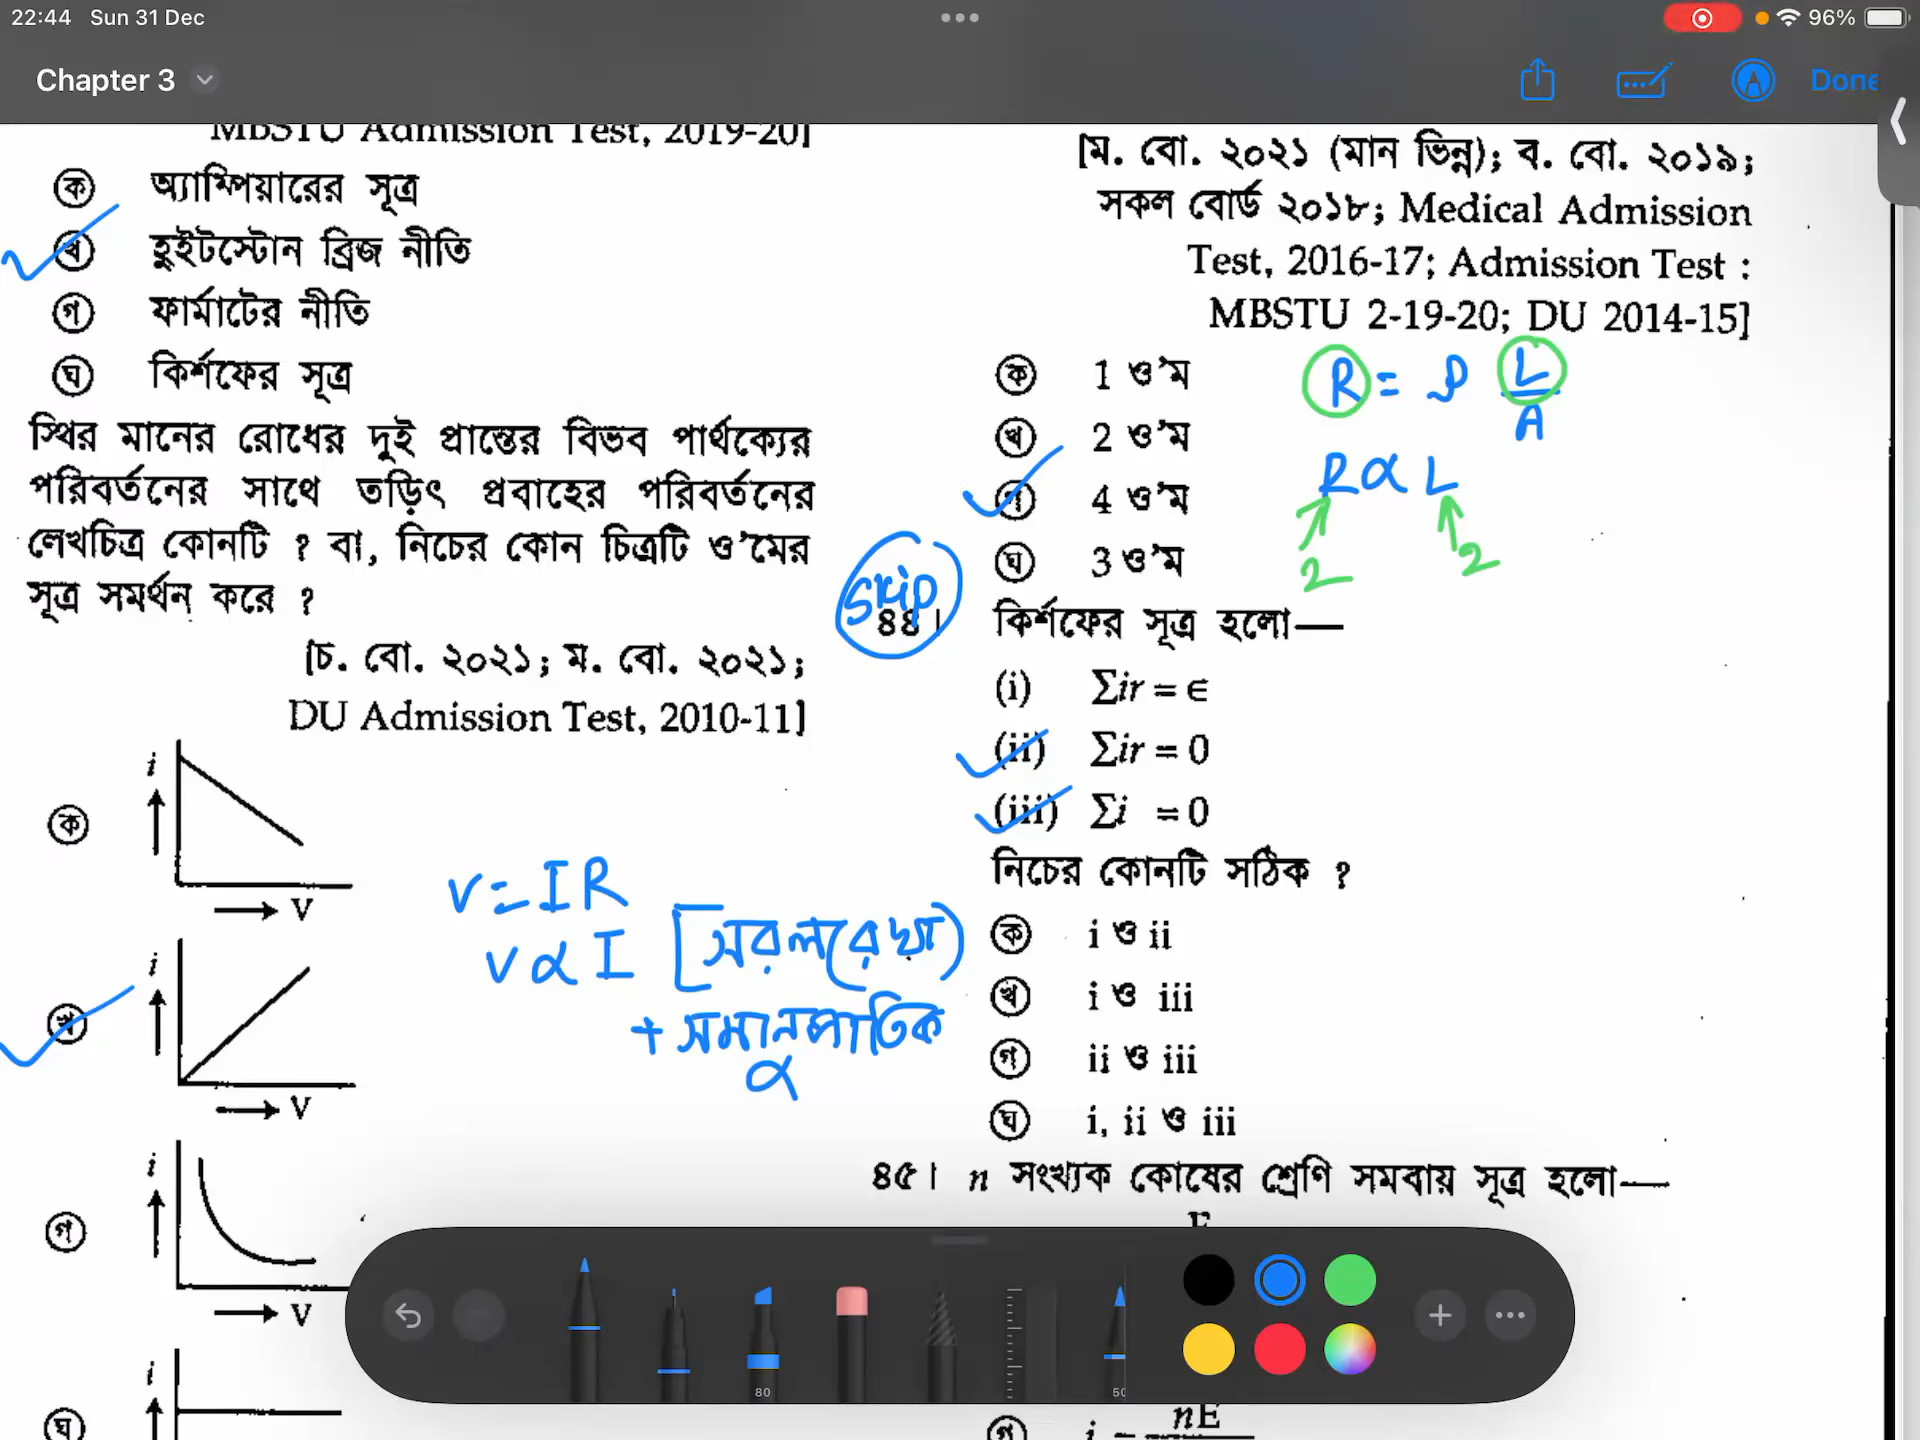 22:44 Sun 31 Dec
96%
Chapter 3
Done
MBSTU Admission Test, 2019-20]
ক অ্যাম্পিয়ারের সূত্র
খ হুইটস্টোন ব্রিজ নীতি
গ ফার্মাটের নীতি
ঘ কির্শফের সূত্র
স্থির মানের রোধের দুই প্রান্তের বিভব পার্থক্যের
পরিবর্তনের সাথে তড়িৎ প্রবাহের পরিবর্তনের
লেখচিত্র কোনটি ? বা, নিচের কোন চিত্রটি ও'মের
সূত্র সমর্থন করে ?
[চ. বো. ২০২১; ম. বো. ২০২১;
DU Admission Test, 2010-11]
ক i V
খ i V
গ i V
ঘ i
V = IR
V ∝ I [সরলরেখা)
+ সমানুপাতিক
∝
[ম. বো. ২০২১ (মান ভিন্ন); ব. বো. ২০১৯;
সকল বোর্ড ২০১৮; Medical Admission
Test, 2016-17; Admission Test :
MBSTU 2-19-20; DU 2014-15]
ক 1 ও'ম
খ 2 ও'ম
গ 4 ও'ম
ঘ 3 ও'ম
R = ρ L/A
R ∝ L
2 2
skip
৪৪। কির্শফের সূত্র হলো—
(i) Σir = ϵ
(ii) Σir = 0
(iii) Σi = 0
নিচের কোনটি সঠিক ?
ক i ও ii
খ i ও iii
গ ii ও iii
ঘ i, ii ও iii
৪৫। n সংখ্যক কোষের শ্রেণি সমবায় সূত্র হলো—
গ i = nE
80
50